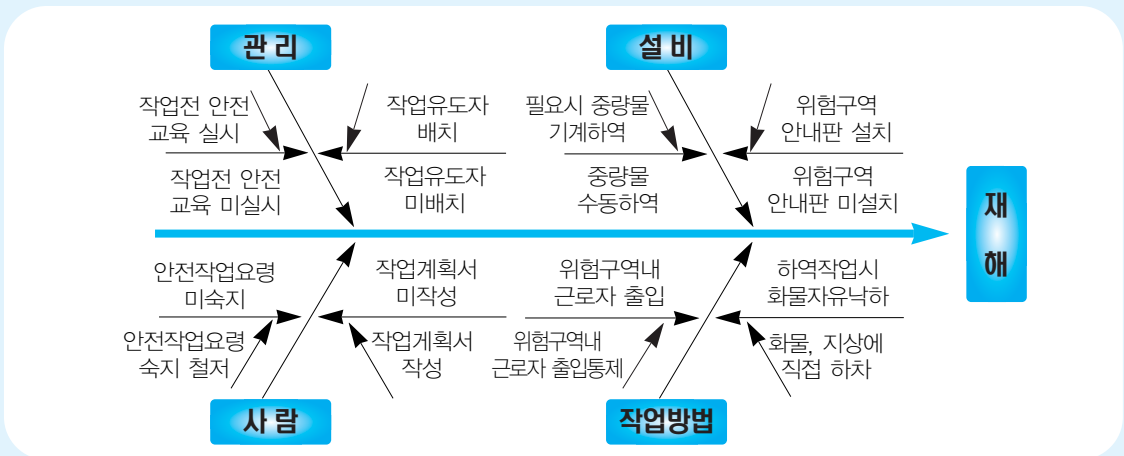 관 리
설 비
작업전 안전
교육 실시
작업유도자
배치
필요시 중량물
기계하역
위험구역
안내판 설치
작업전 안전
교육 미실시
작업유도자
미배치
중량물
수동하역
위험구역
안내판 미설치
재
해
안전작업요령
미숙지
작업계획서
미작성
위험구역내
근로자 출입
하역작업시
화물자유낙하
안전작업요령
숙지 철저
작업계획서
작성
위험구역내
근로자 출입통제
화물, 지상에
직접 하차
사 람
작업방법